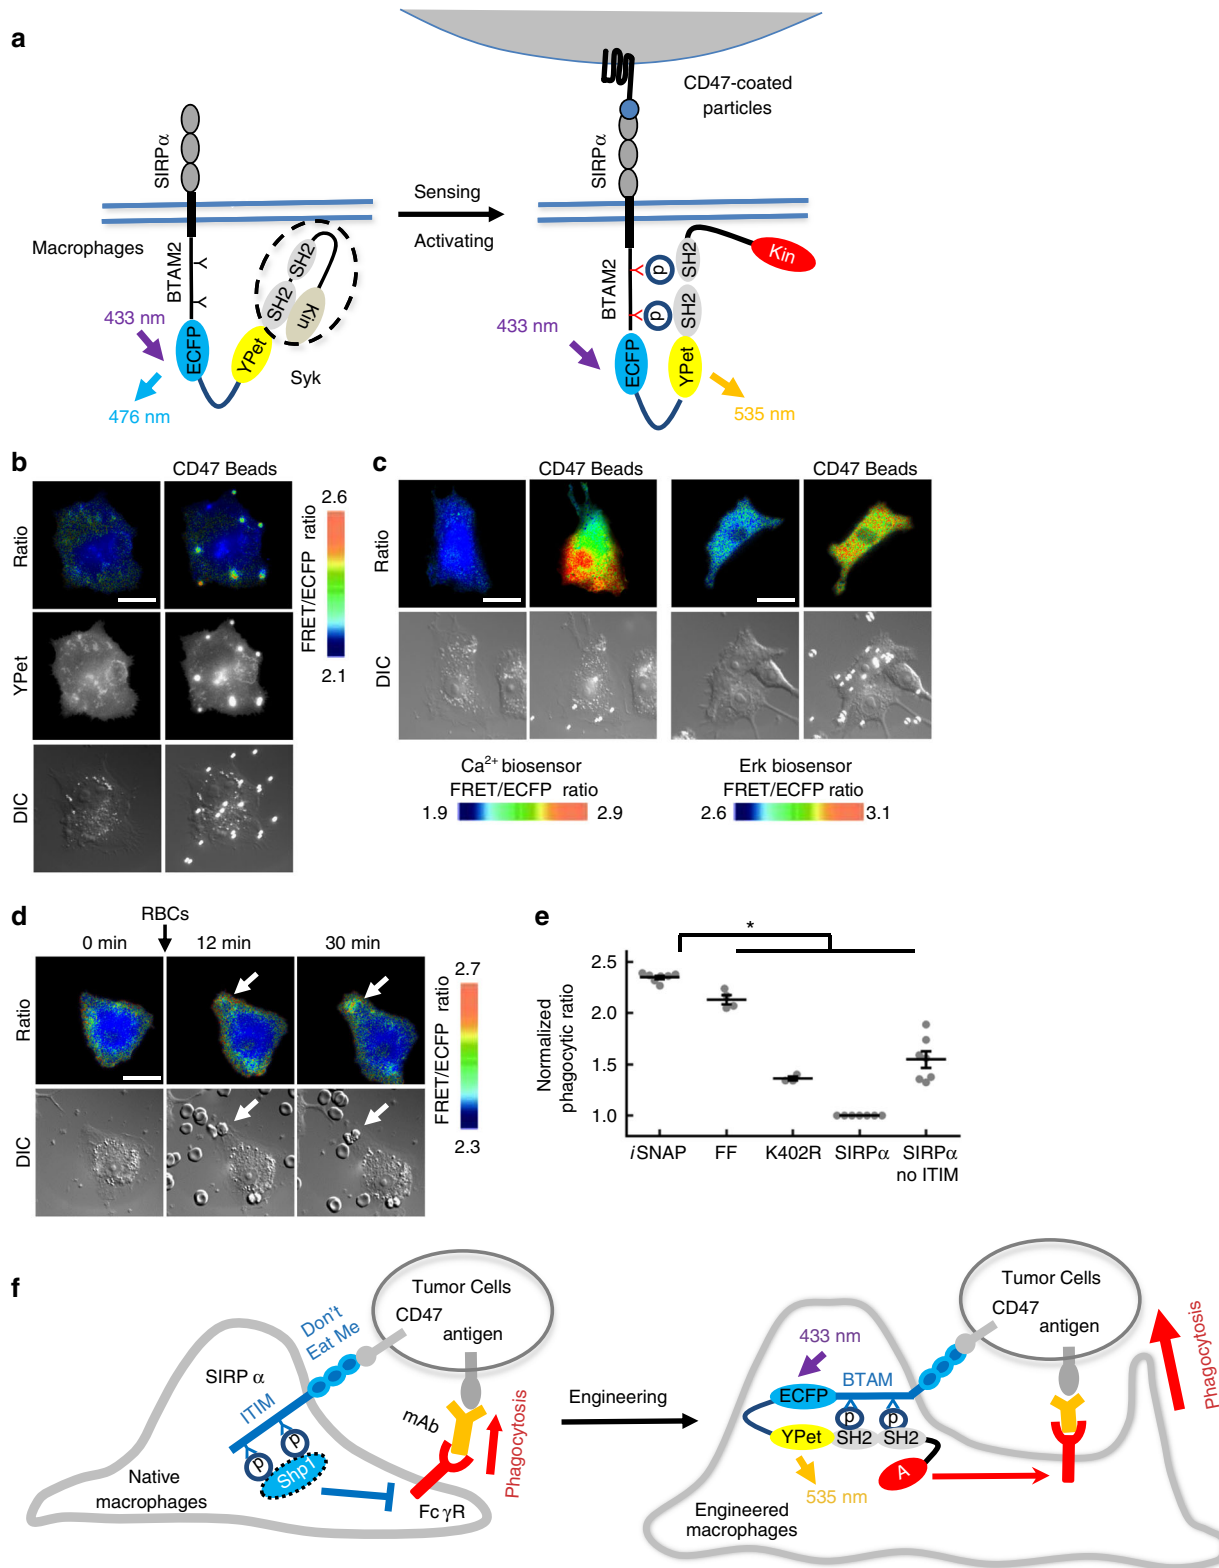 a
CD47-coated
particles
SIRPα
SIRPα
Sensing
Activating
Macrophages
BTAM2
SH2
SH2
Kin
433 nm
ECFP
YPet
Syk
476 nm
BTAM2
p
p
SH2
SH2
Kin
433 nm
ECFP
YPet
535 nm
b
CD47 Beads
Ratio
YPet
DIC
2.6
FRET/ECFP ratio
2.1
c
CD47 Beads
CD47 Beads
Ratio
DIC
Ca2+ biosensor
FRET/ECFP ratio
1.9
2.9
Erk biosensor
FRET/ECFP ratio
2.6
3.1
d
RBCs
0 min
12 min
30 min
Ratio
DIC
2.7
FRET/ECFP ratio
2.3
e
*
Normalized
phagocytic ratio
2.5
2.0
1.5
1.0
iSNAP
FF
K402R
SIRPα
SIRPα
no ITIM
f
Tumor Cells
CD47
antigen
Don't
Eat Me
SIRP α
ITIM
p
p
Shp1
mAb
Phagocytosis
Native
macrophages
Fc γR
Engineering
Tumor Cells
CD47
antigen
Phagocytosis
433 nm
BTAM
ECFP
p
p
YPet
SH2
SH2
A
535 nm
Engineered
macrophages